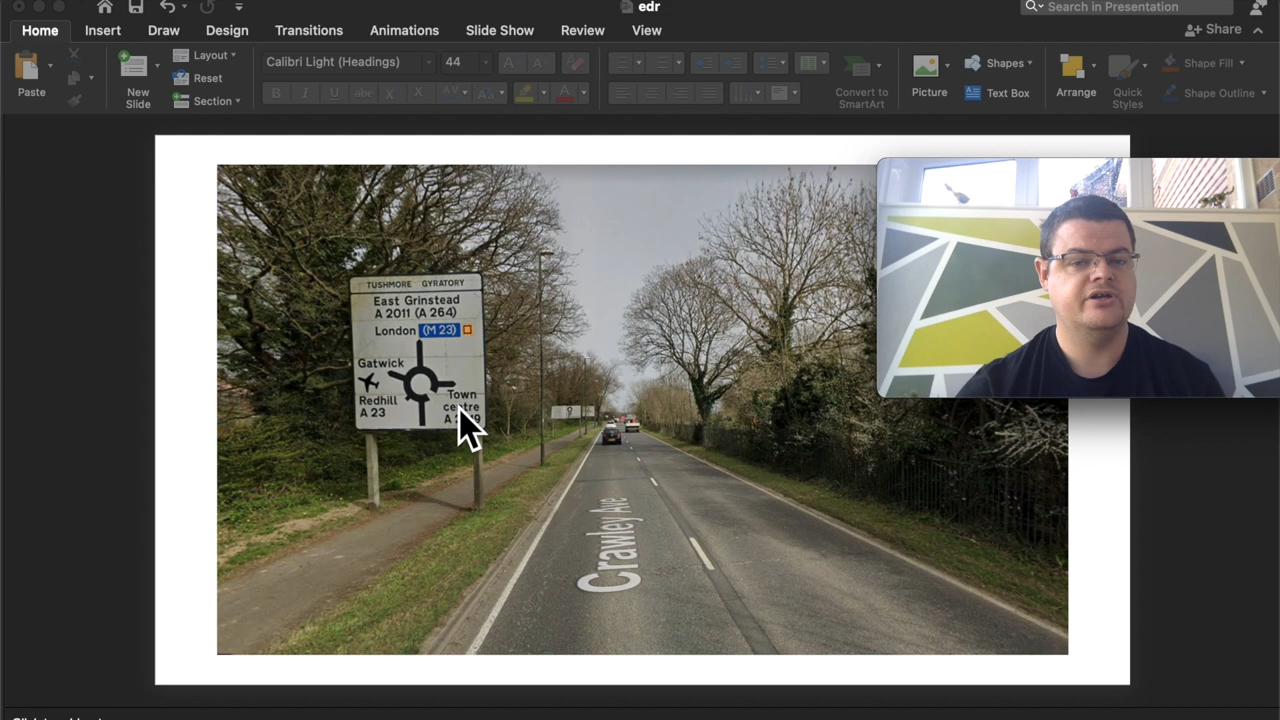 edr
Search in Presentation
Home
Insert
Draw
Design
Transitions
Animations
Slide Show
Review
View
Share
Paste
New
Slide
Layout
Reset
Section
Calibri Light (Headings)
44
Convert to
SmartArt
Picture
Shapes
Text Box
Arrange
Quick
Styles
Shape Fill
Shape Outline
TUSHMORE GYRATORY
East Grinstead
A 2011 (A 264)
London (M 23)
Gatwick
Redhill
A 23
Town
centre
Crawley Ave